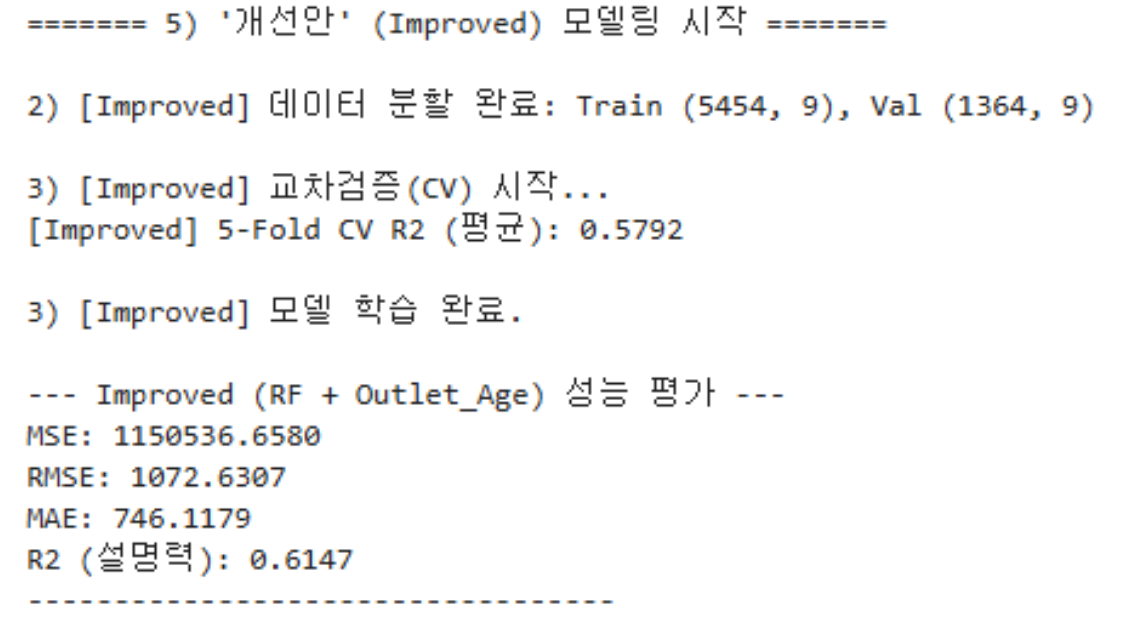 ======= 5) '개선안' (Improved) 모델링 시작 =======
2) [Improved] 데이터 분할 완료: Train (5454, 9), Val (1364, 9)
3) [Improved] 교차검증(CV) 시작...
[Improved] 5-Fold CV R2 (평균): 0.5792
3) [Improved] 모델 학습 완료.
--- Improved (RF + Outlet_Age) 성능 평가 ---
MSE: 1150536.6580
RMSE: 1072.6307
MAE: 746.1179
R2 (설명력): 0.6147
----------------------------------